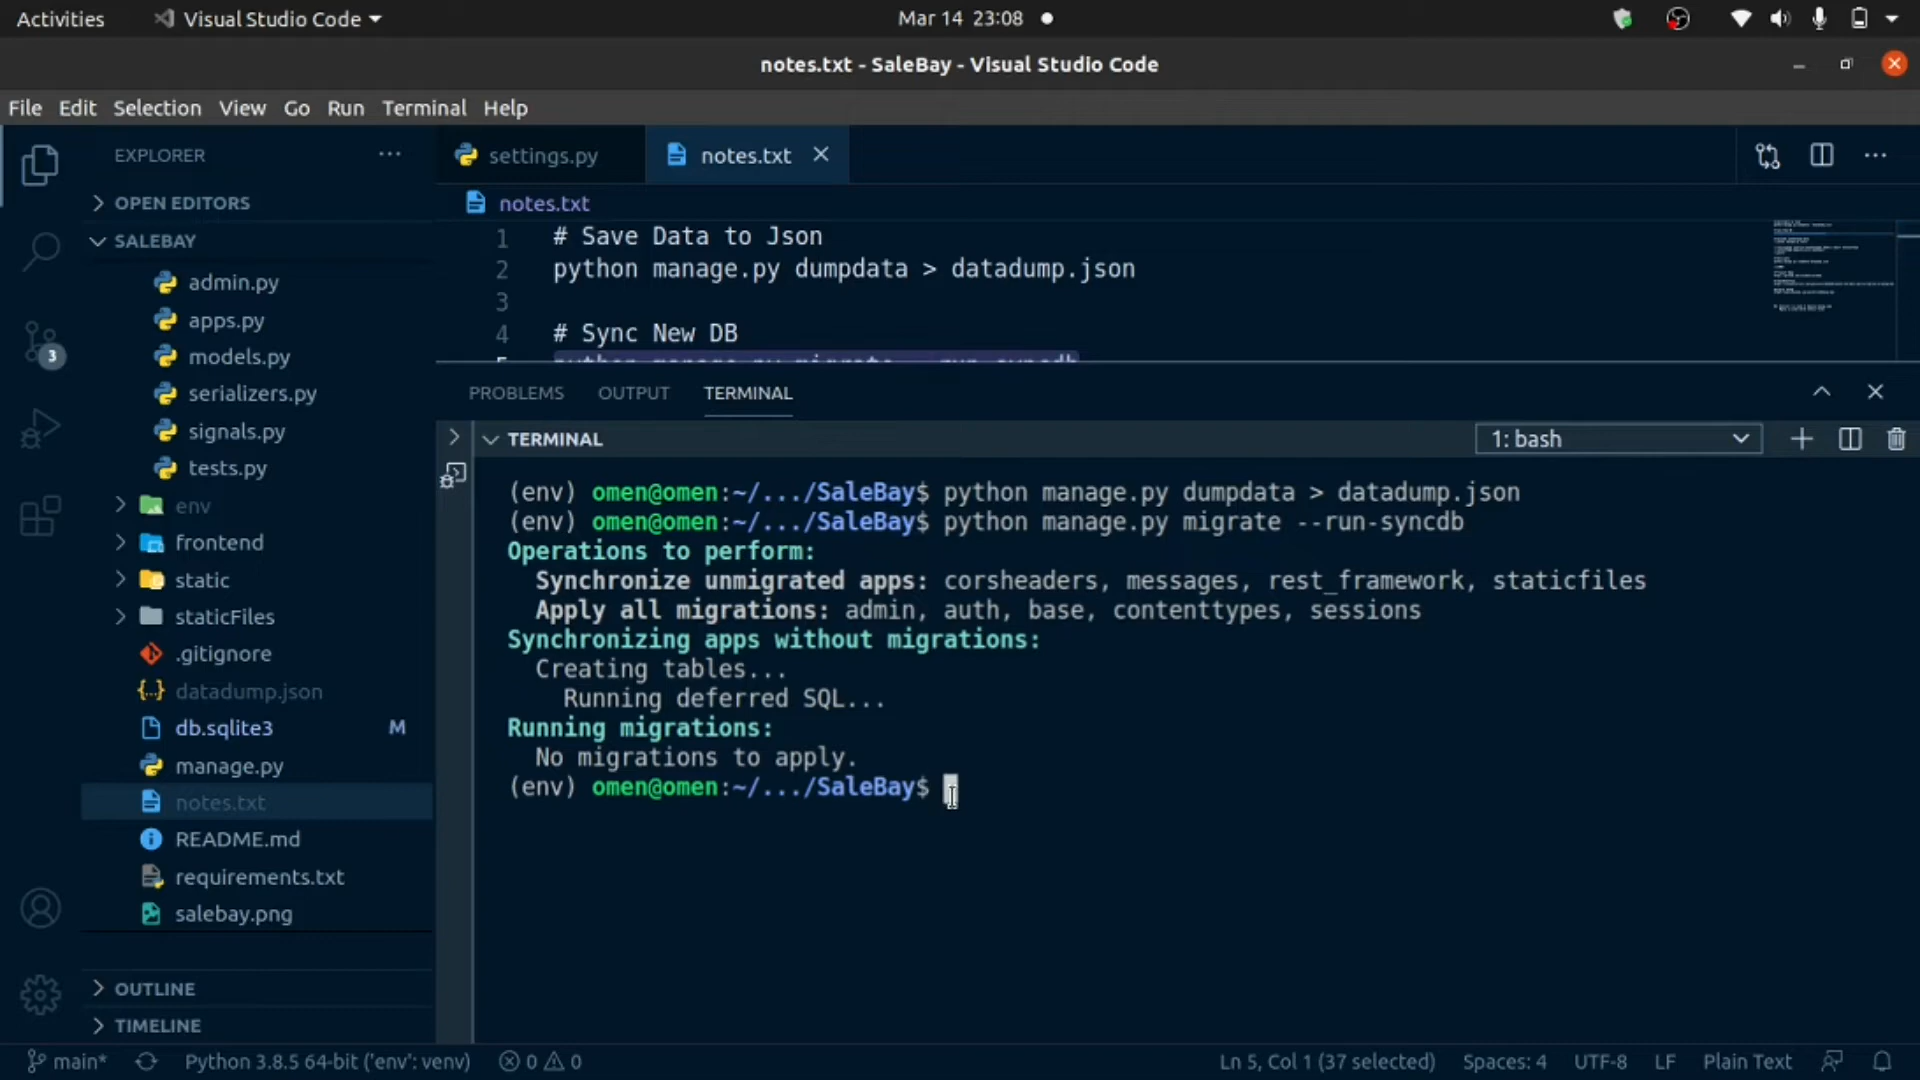 Activities
Visual Studio Code
Mar 14 23:08
notes.txt - SaleBay - Visual Studio Code
File Edit Selection View Go Run Terminal Help
EXPLORER
OPEN EDITORS
SALEBAY
admin.py
apps.py
models.py
serializers.py
signals.py
tests.py
env
frontend
static
staticFiles
.gitignore
datadump.json
db.sqlite3 M
manage.py
notes.txt
README.md
requirements.txt
salebay.png
OUTLINE
TIMELINE
3
settings.py
notes.txt
notes.txt
1 # Save Data to Json
2 python manage.py dumpdata > datadump.json
3
4 # Sync New DB
5 python manage.py migrate --run-syncdb
PROBLEMS OUTPUT TERMINAL
TERMINAL
1: bash
(env) omen@omen:~/.../SaleBay$ python manage.py dumpdata > datadump.json
(env) omen@omen:~/.../SaleBay$ python manage.py migrate --run-syncdb
Operations to perform:
Synchronize unmigrated apps: corsheaders, messages, rest_framework, staticfiles
Apply all migrations: admin, auth, base, contenttypes, sessions
Synchronizing apps without migrations:
Creating tables...
Running deferred SQL...
Running migrations:
No migrations to apply.
(env) omen@omen:~/.../SaleBay$
main*
Python 3.8.5 64-bit ('env': venv)
0 0
Ln 5, Col 1 (37 selected)
Spaces: 4
UTF-8
LF
Plain Text